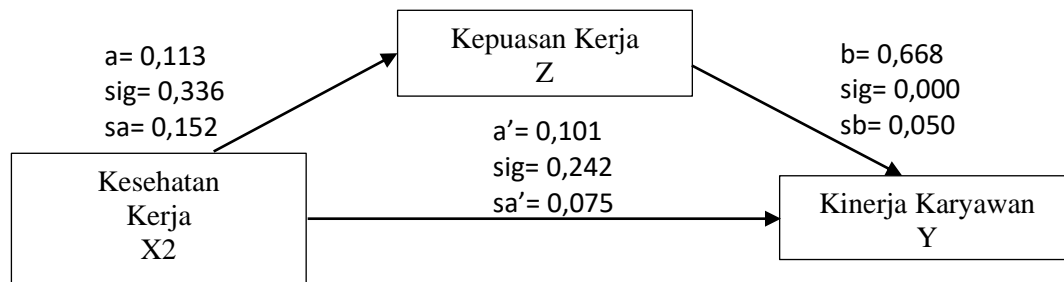 a= 0,113
sig= 0,336
sa= 0,152
Kepuasan Kerja
Z
b= 0,668
sig= 0,000
sb= 0,050
a’= 0,101
sig= 0,242
sa’= 0,075
Kesehatan
Kerja
X2
Kinerja Karyawan
Y